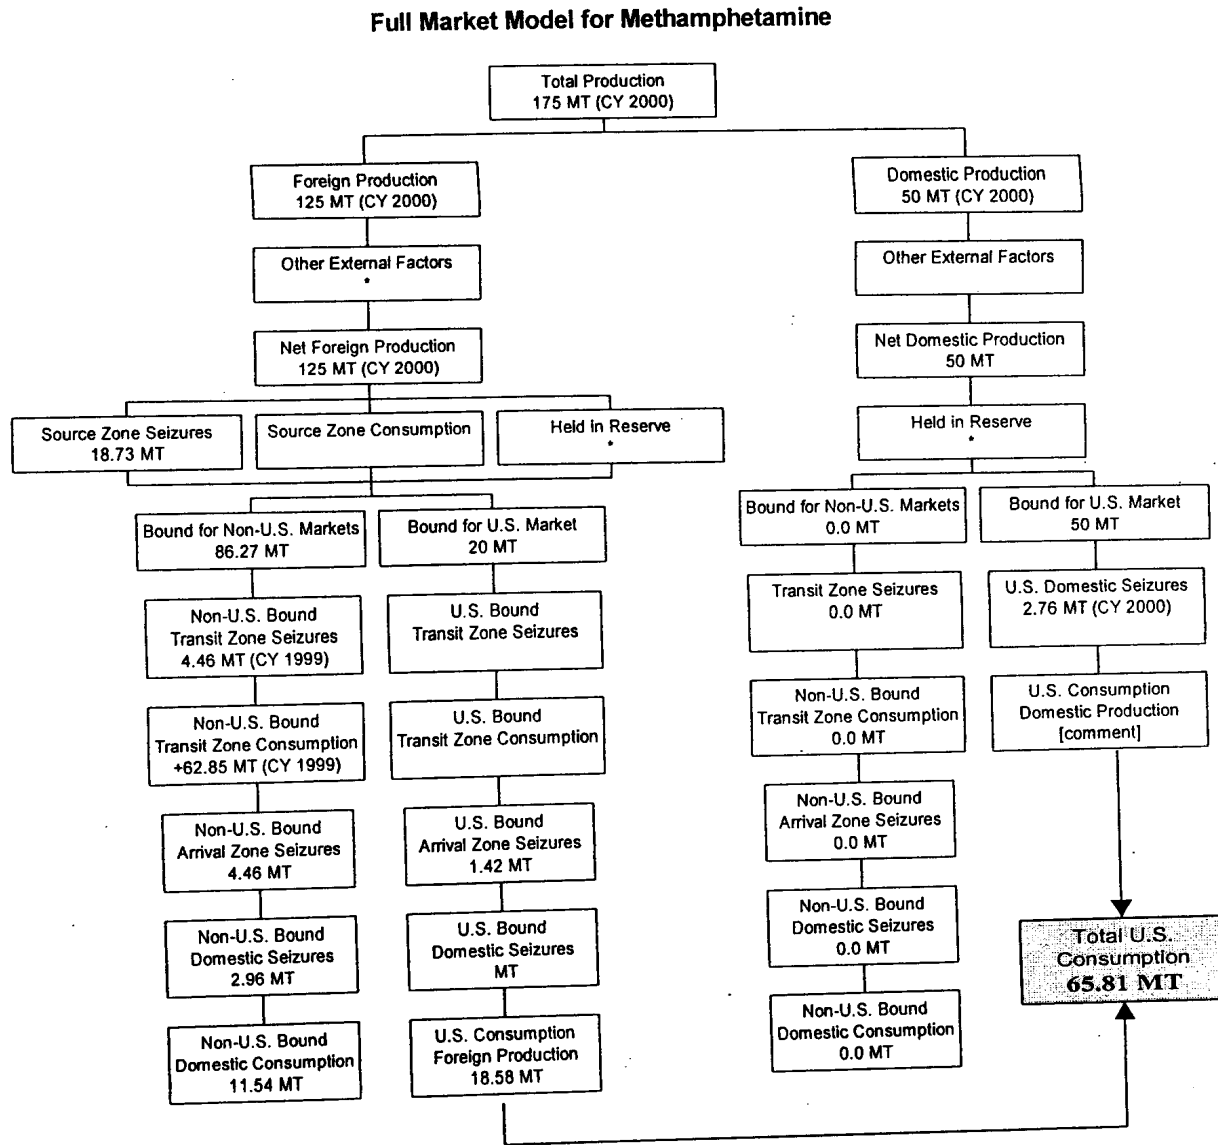 Full Market Model for Methamphetamine
Total Production
175 MT (CY 2000)
Foreign Production
125 MT (CY 2000)
Domestic Production
50 MT (CY 2000)
Other External Factors
*
Other External Factors
Net Foreign Production
125 MT (CY 2000)
Net Domestic Production
50 MT
Source Zone Seizures
18.73 MT
Source Zone Consumption
Held in Reserve
*
Held in Reserve
*
Bound for Non-U.S. Markets
86.27 MT
Bound for U.S. Market
20 MT
Bound for Non-U.S. Markets
0.0 MT
Bound for U.S. Market
50 MT
Non-U.S. Bound
Transit Zone Seizures
4.46 MT (CY 1999)
U.S. Bound
Transit Zone Seizures
Transit Zone Seizures
0.0 MT
U.S. Domestic Seizures
2.76 MT (CY 2000)
Non-U.S. Bound
Transit Zone Consumption
+62.85 MT (CY 1999)
U.S. Bound
Transit Zone Consumption
Non-U.S. Bound
Transit Zone Consumption
0.0 MT
U.S. Consumption
Domestic Production
[comment]
Non-U.S. Bound
Arrival Zone Seizures
4.46 MT
U.S. Bound
Arrival Zone Seizures
1.42 MT
Non-U.S. Bound
Arrival Zone Seizures
0.0 MT
Non-U.S. Bound
Domestic Seizures
2.96 MT
U.S. Bound
Domestic Seizures
MT
Non-U.S. Bound
Domestic Seizures
0.0 MT
Total U.S.
Consumption
65.81 MT
Non-U.S. Bound
Domestic Consumption
11.54 MT
U.S. Consumption
Foreign Production
18.58 MT
Non-U.S. Bound
Domestic Consumption
0.0 MT